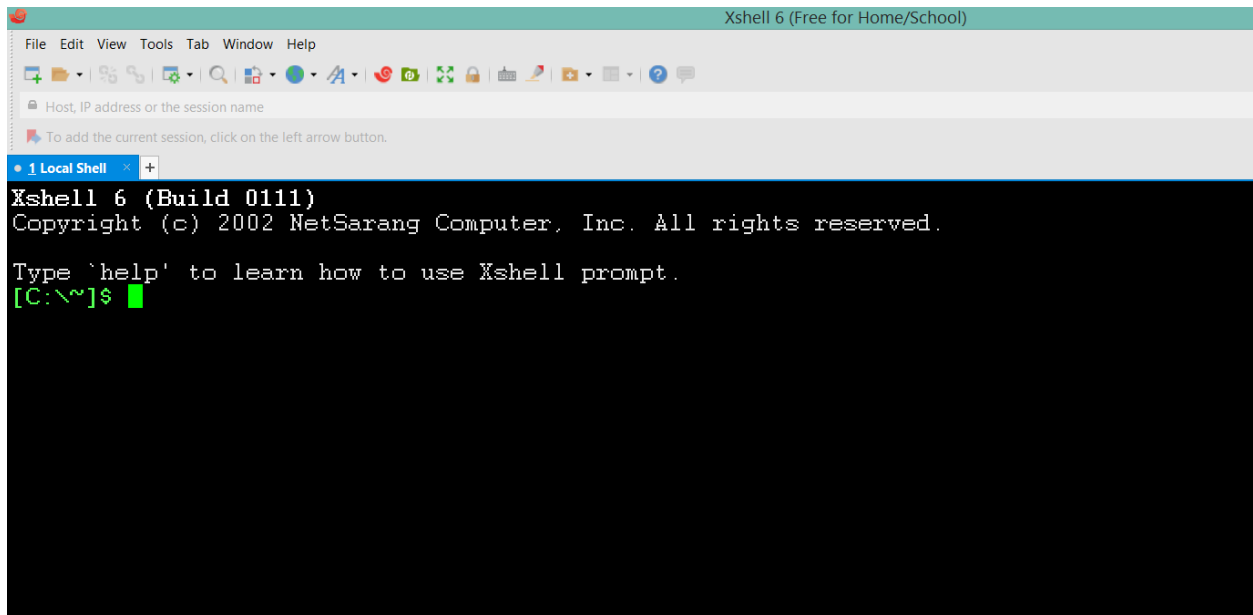 Xshell 6 (Free for Home/School)
File Edit View Tools Tab Window Help
Host, IP address or the session name
To add the current session, click on the left arrow button.
1 Local Shell × +
Xshell 6 (Build 0111)
Copyright (c) 2002 NetSarang Computer, Inc. All rights reserved.
Type `help' to learn how to use Xshell prompt.
[C:\~]$